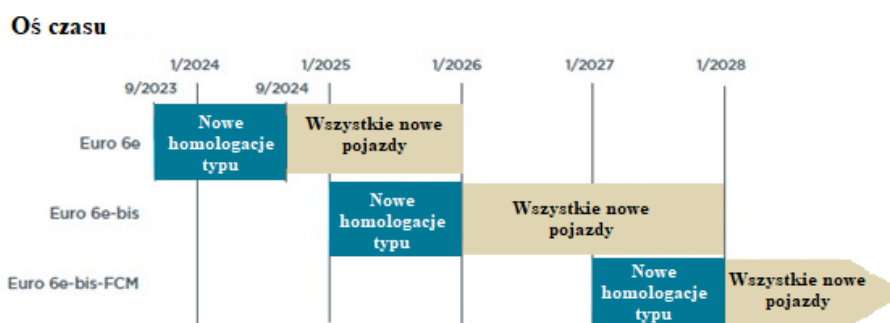 Oś czasu
1/2024 1/2025 1/2026 1/2027 1/2028
9/2023 9/2024
Euro 6e
Nowe
homologacje
typu
Wszystkie nowe
pojazdy
Euro 6e-bis
Nowe
homologacje
typu
Wszystkie nowe
pojazdy
Euro 6e-bis-FCM
Nowe
homologacje
typu
Wszystkie nowe
pojazdy